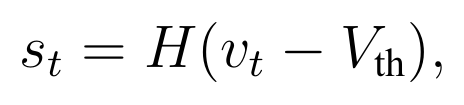 s_t = H(v_t − V_th),